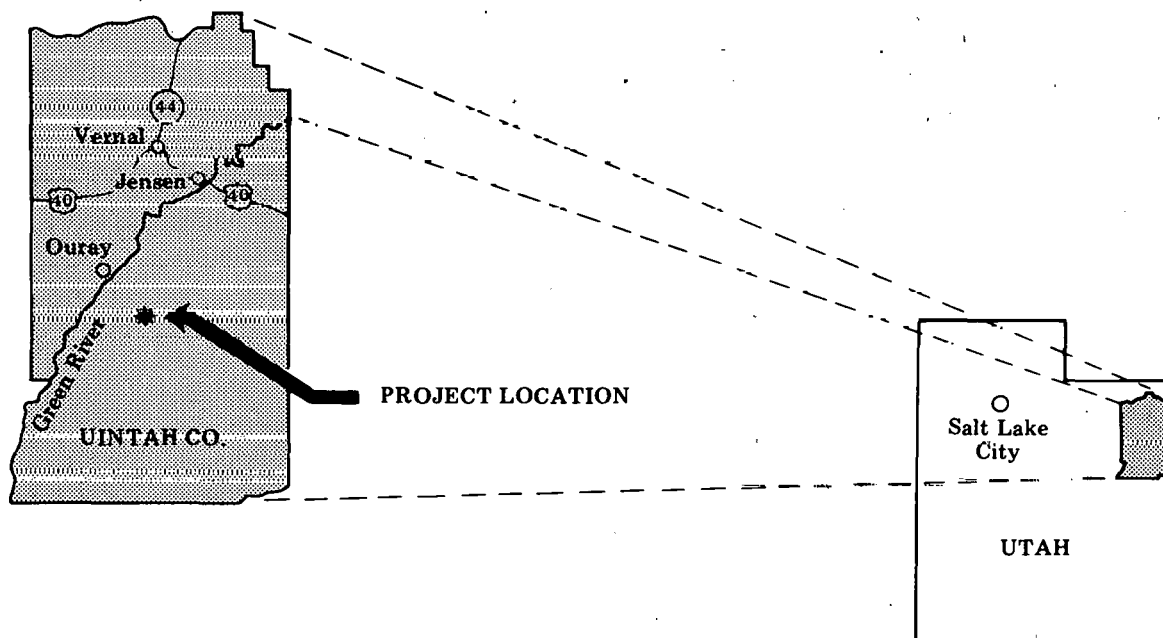 44
Vernal
Jensen
40
40
Ouray
Green River
PROJECT LOCATION
UINTAH CO.
Salt Lake
City
UTAH